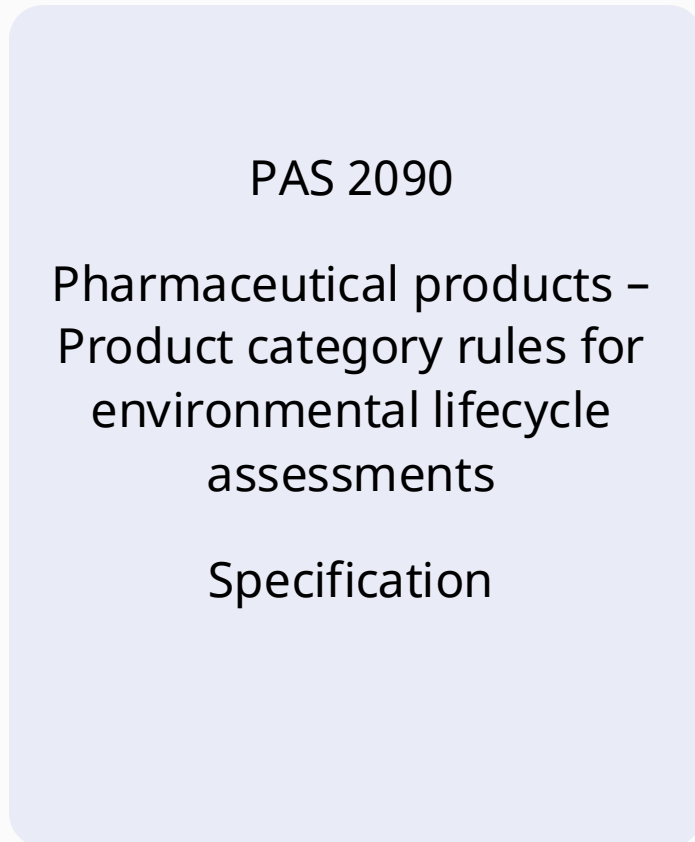 PAS 2090
Pharmaceutical products –
Product category rules for
environmental lifecycle
assessments
Specification